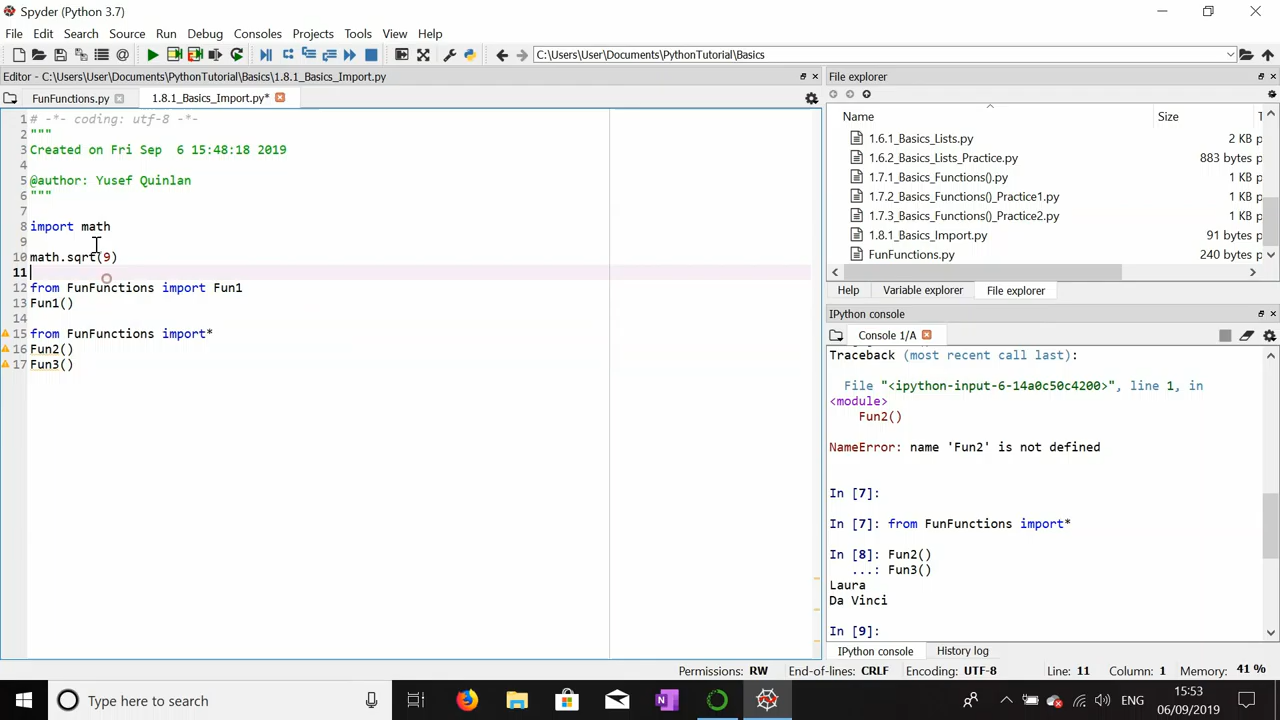 Spyder (Python 3.7)
File Edit Search Source Run Debug Consoles Projects Tools View Help
C:\Users\User\Documents\PythonTutorial\Basics
Editor - C:\Users\User\Documents\PythonTutorial\Basics\1.8.1_Basics_Import.py
FunFunctions.py 1.8.1_Basics_Import.py*
1 # -*- coding: utf-8 -*-
2 """
3 Created on Fri Sep  6 15:48:18 2019
4
5 @author: Yusef Quinlan
6 """
7
8 import math
9
10 math.sqrt(9)
11
12 from FunFunctions import Fun1
13 Fun1()
14
15 from FunFunctions import*
16 Fun2()
17 Fun3()
File explorer
Name Size T
1.6.1_Basics_Lists.py 2 KB p
1.6.2_Basics_Lists_Practice.py 883 bytes p
1.7.1_Basics_Functions().py 1 KB p
1.7.2_Basics_Functions()_Practice1.py 1 KB p
1.7.3_Basics_Functions()_Practice2.py 1 KB p
1.8.1_Basics_Import.py 91 bytes p
FunFunctions.py 240 bytes p
Help Variable explorer File explorer
IPython console
Console 1/A
Traceback (most recent call last):
File "<ipython-input-6-14a0c50c4200>", line 1, in
<module>
Fun2()
NameError: name 'Fun2' is not defined
In [7]:
In [7]: from FunFunctions import*
In [8]: Fun2()
...: Fun3()
Laura
Da Vinci
In [9]:
IPython console History log
Permissions: RW End-of-lines: CRLF Encoding: UTF-8 Line: 11 Column: 1 Memory: 41 %
Type here to search
ENG
15:53
06/09/2019